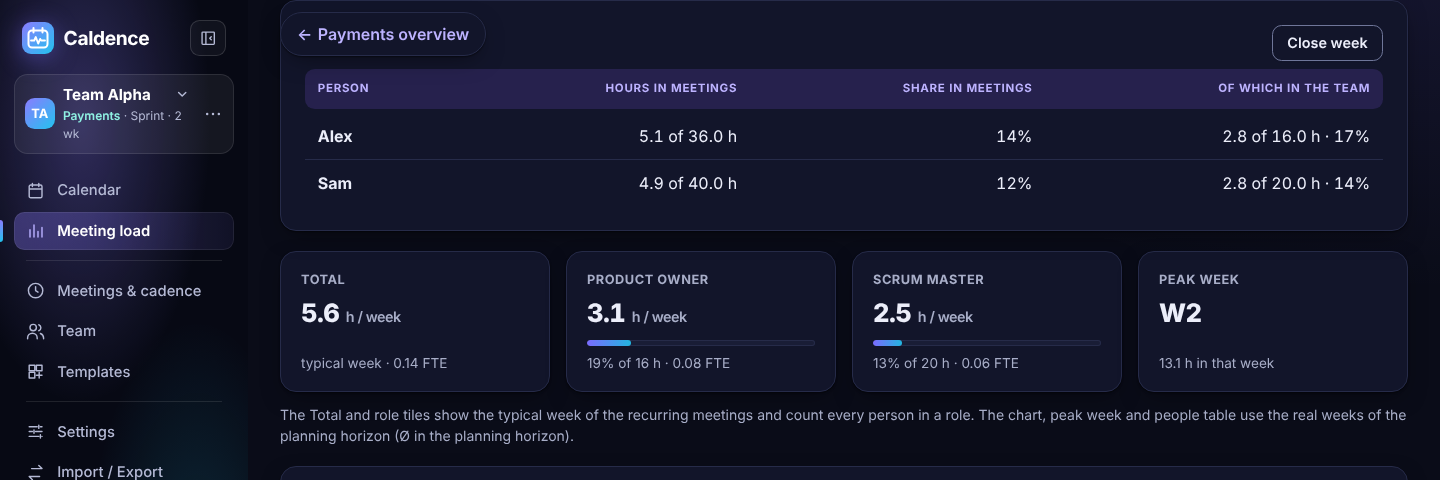 Caldence
TA
Team Alpha
Payments · Sprint · 2
wk
Calendar
Meeting load
Meetings & cadence
Team
Templates
Settings
Import / Export
← Payments overview
Close week
PERSON HOURS IN MEETINGS SHARE IN MEETINGS OF WHICH IN THE TEAM
Alex 5.1 of 36.0 h 14% 2.8 of 16.0 h · 17%
Sam 4.9 of 40.0 h 12% 2.8 of 20.0 h · 14%
TOTAL
5.6 h / week
typical week · 0.14 FTE
PRODUCT OWNER
3.1 h / week
19% of 16 h · 0.08 FTE
SCRUM MASTER
2.5 h / week
13% of 20 h · 0.06 FTE
PEAK WEEK
W2
13.1 h in that week
The Total and role tiles show the typical week of the recurring meetings and count every person in a role. The chart, peak week and people table use the real weeks of the
planning horizon (Ø in the planning horizon).